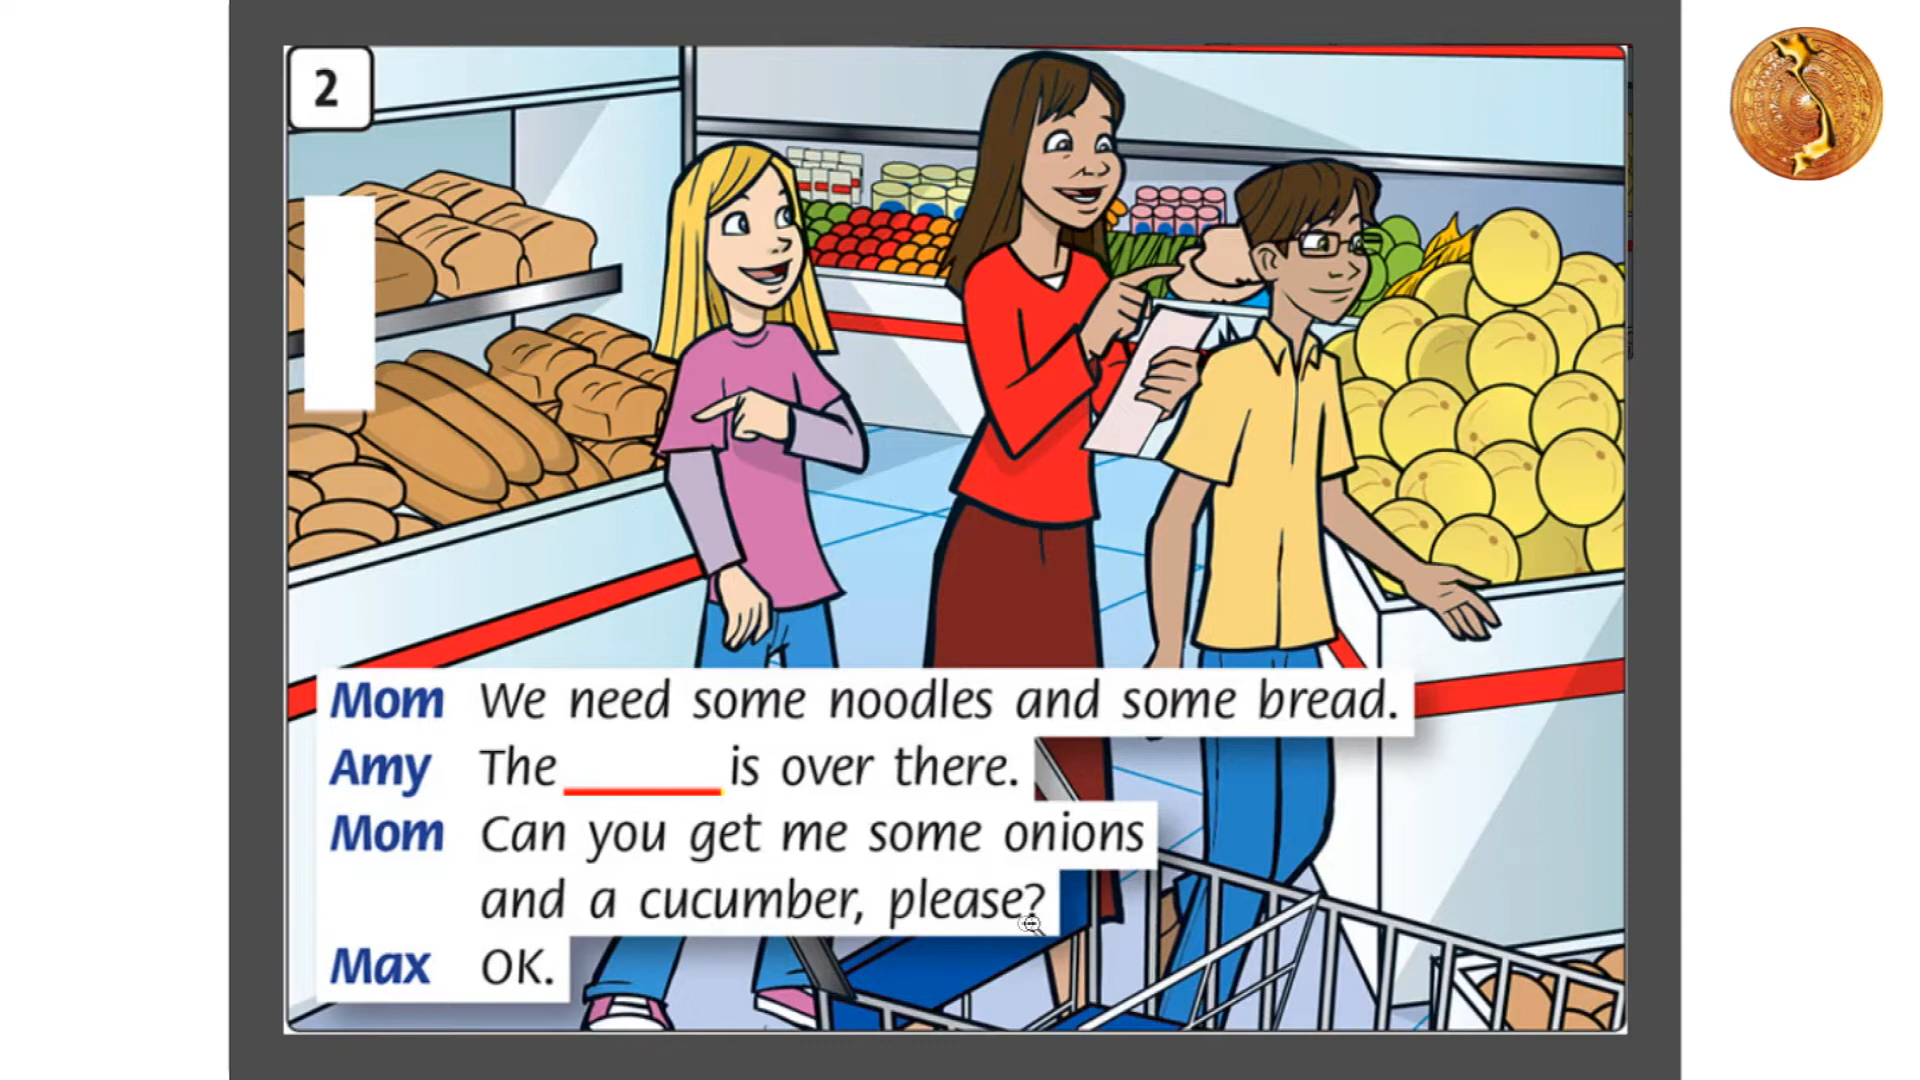 2
Mom We need some noodles and some bread.
Amy The ______ is over there.
Mom Can you get me some onions
and a cucumber, please?
Max OK.